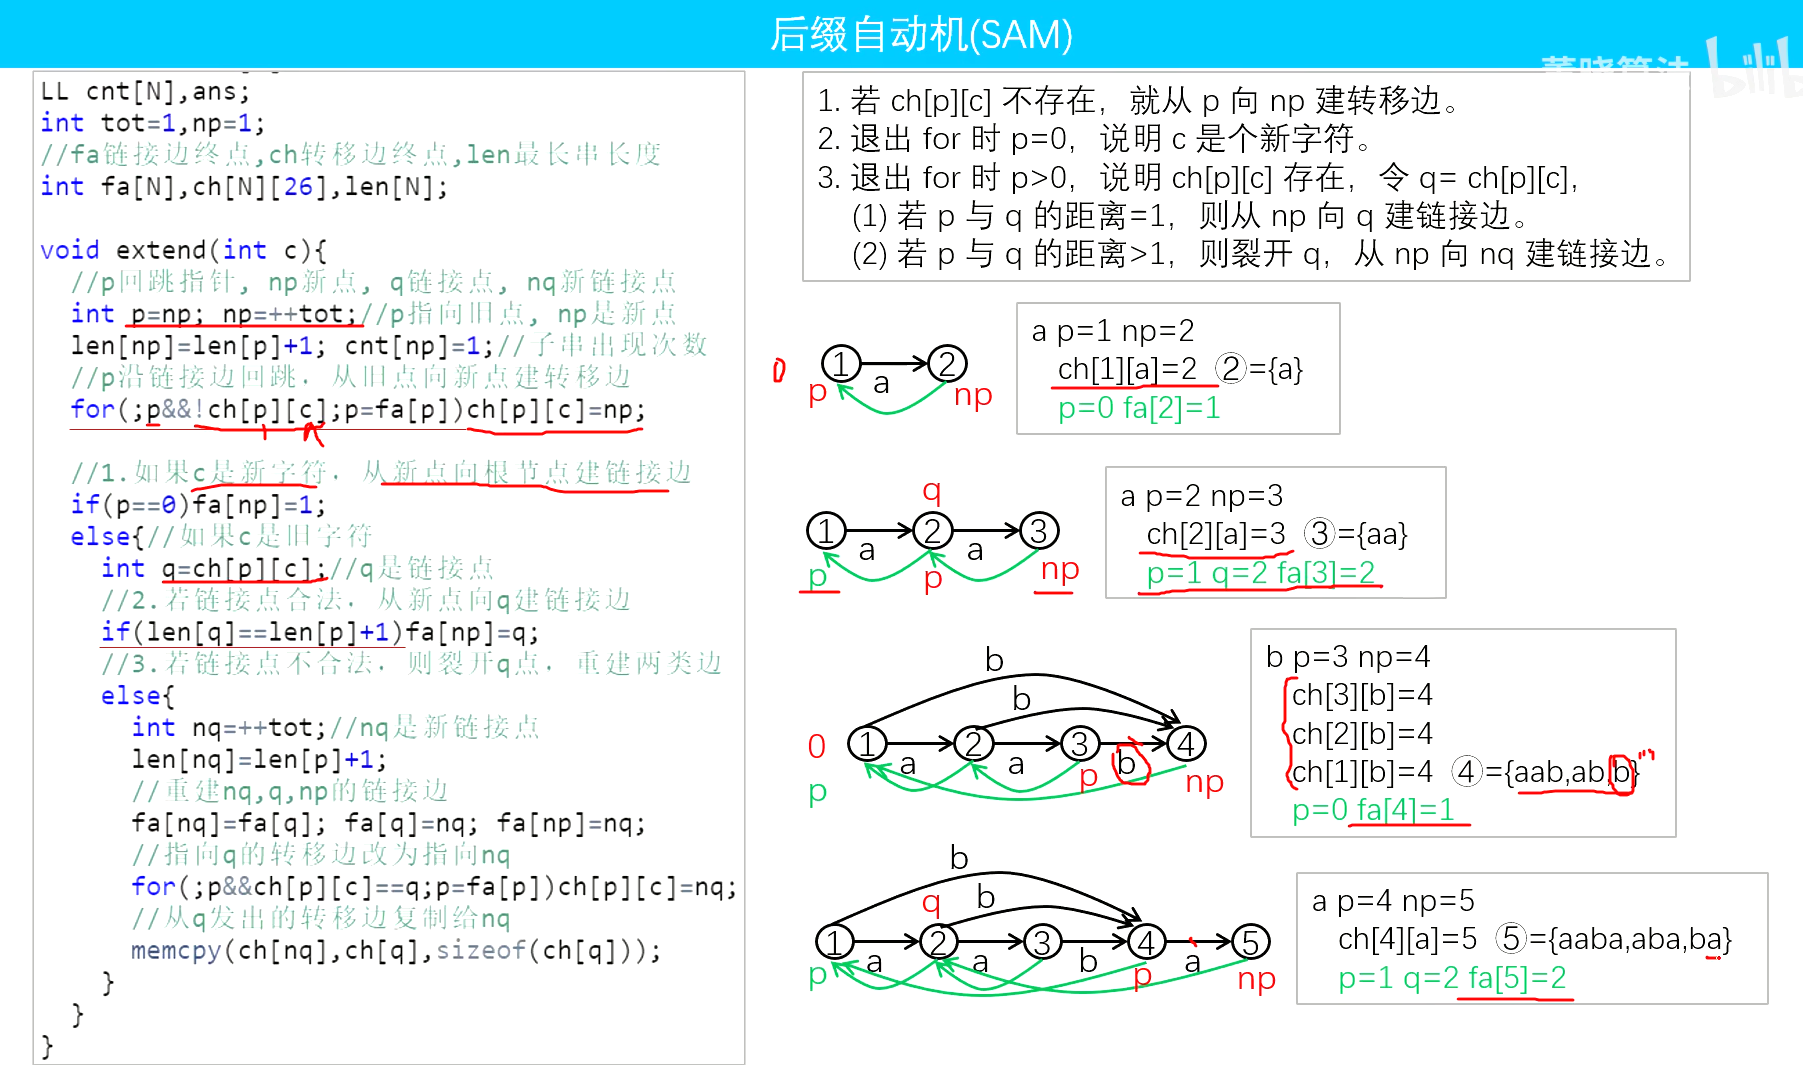 后缀自动机(SAM)
董晓算法 bilibili
LL cnt[N],ans;
int tot=1,np=1;
//fa链接边终点,ch转移边终点,len最长串长度
int fa[N],ch[N][26],len[N];
void extend(int c){
//p回跳指针, np新点, q链接点, nq新链接点
int p=np; np=++tot;//p指向旧点, np是新点
len[np]=len[p]+1; cnt[np]=1;//子串出现次数
//p沿链接边回跳. 从旧点向新点建转移边
for(;p&&!ch[p][c];p=fa[p])ch[p][c]=np;
//1.如果c是新字符. 从新点向根节点建链接边
if(p==0)fa[np]=1;
else{//如果c是旧字符
int q=ch[p][c];//q是链接点
//2.若链接点合法. 从新点向q建链接边
if(len[q]==len[p]+1)fa[np]=q;
//3.若链接点不合法. 则裂开q点. 重建两类边
else{
int nq=++tot;//nq是新链接点
len[nq]=len[p]+1;
//重建nq,q,np的链接边
fa[nq]=fa[q]; fa[q]=nq; fa[np]=nq;
//指向q的转移边改为指向nq
for(;p&&ch[p][c]==q;p=fa[p])ch[p][c]=nq;
//从q发出的转移边复制给nq
memcpy(ch[nq],ch[q],sizeof(ch[q]));
}
}
}
1. 若 ch[p][c] 不存在，就从 p 向 np 建转移边。
2. 退出 for 时 p=0，说明 c 是个新字符。
3. 退出 for 时 p>0，说明 ch[p][c] 存在，令 q= ch[p][c],
(1) 若 p 与 q 的距离=1，则从 np 向 q 建链接边。
(2) 若 p 与 q 的距离>1，则裂开 q，从 np 向 nq 建链接边。
0 1 2
a
p np
a p=1 np=2
ch[1][a]=2 ②={a}
p=0 fa[2]=1
q
1 2 3
a a
p p np
a p=2 np=3
ch[2][a]=3 ③={aa}
p=1 q=2 fa[3]=2
b
b
0 1 2 3 4
a a b
p p np
b p=3 np=4
ch[3][b]=4
ch[2][b]=4
ch[1][b]=4 ④={aab,ab,b}
p=0 fa[4]=1
b
q b
1 2 3 4 5
a a b a
p p np
a p=4 np=5
ch[4][a]=5 ⑤={aaba,aba,ba}
p=1 q=2 fa[5]=2